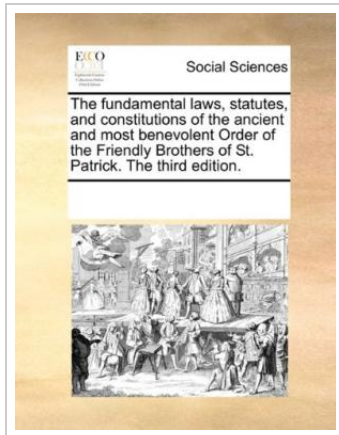 ECCO
Social Sciences
The fundamental laws, statutes,
and constitutions of the ancient
and most benevolent Order of
the Friendly Brothers of St.
Patrick. The third edition.